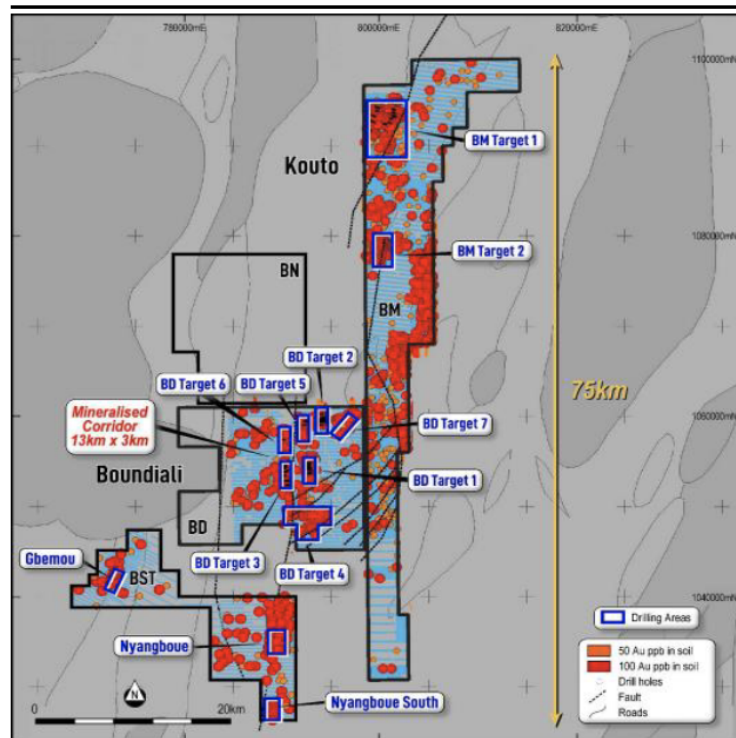 780000mE
800000mE
820000mE
1100000mN
BM Target 1
Kouto
1080000mN
BM Target 2
BN
BM
BD Target 2
BD Target 5
BD Target 6
75km
Mineralised
Corridor
13km x 3km
1060000mN
BD Target 7
Boundiali
BD Target 1
BD
BD Target 3
BD Target 4
Gbemou
BST
1040000mN
Drilling Areas
Nyangboue
50 Au ppb in soil
100 Au ppb in soil
Drill holes
Fault
Roads
N
Nyangboue South
0
20km